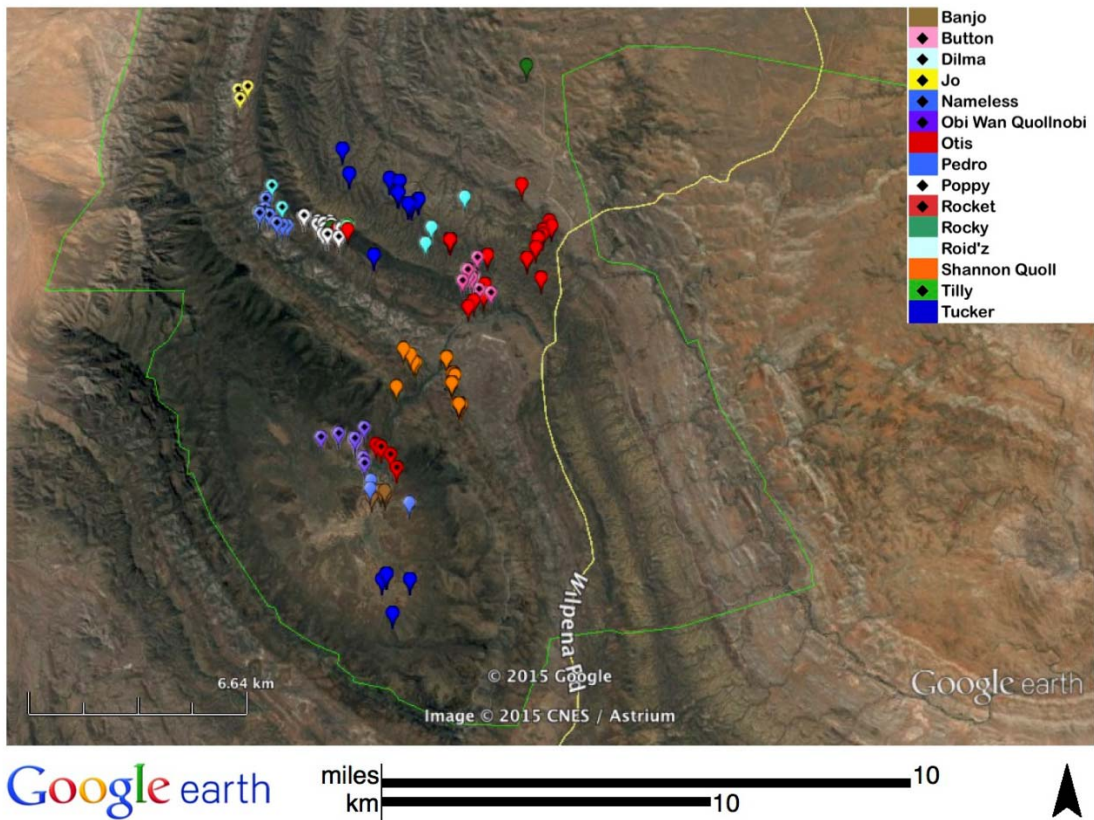 Banjo
Button
Dilma
Jo
Nameless
Obi Wan Quollnobi
Otis
Pedro
Poppy
Rocket
Rocky
Roid'z
Shannon Quoll
Tilly
Tucker
Wilpena Rd
6.64 km
© 2015 Google
Image © 2015 CNES / Astrium
Google earth
Google earth
miles 10
km 10